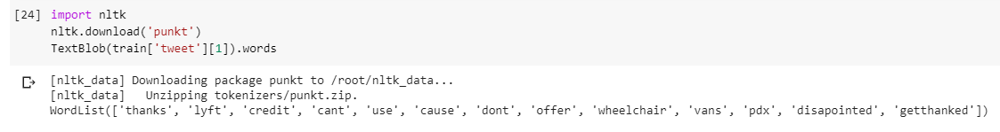 [24] import nltk
nltk.download('punkt')
TextBlob(train['tweet'][1]).words
[nltk_data] Downloading package punkt to /root/nltk_data...
[nltk_data]   Unzipping tokenizers/punkt.zip.
WordList(['thanks', 'lyft', 'credit', 'cant', 'use', 'cause', 'dont', 'offer', 'wheelchair', 'vans', 'pdx', 'disapointed', 'getthanked'])